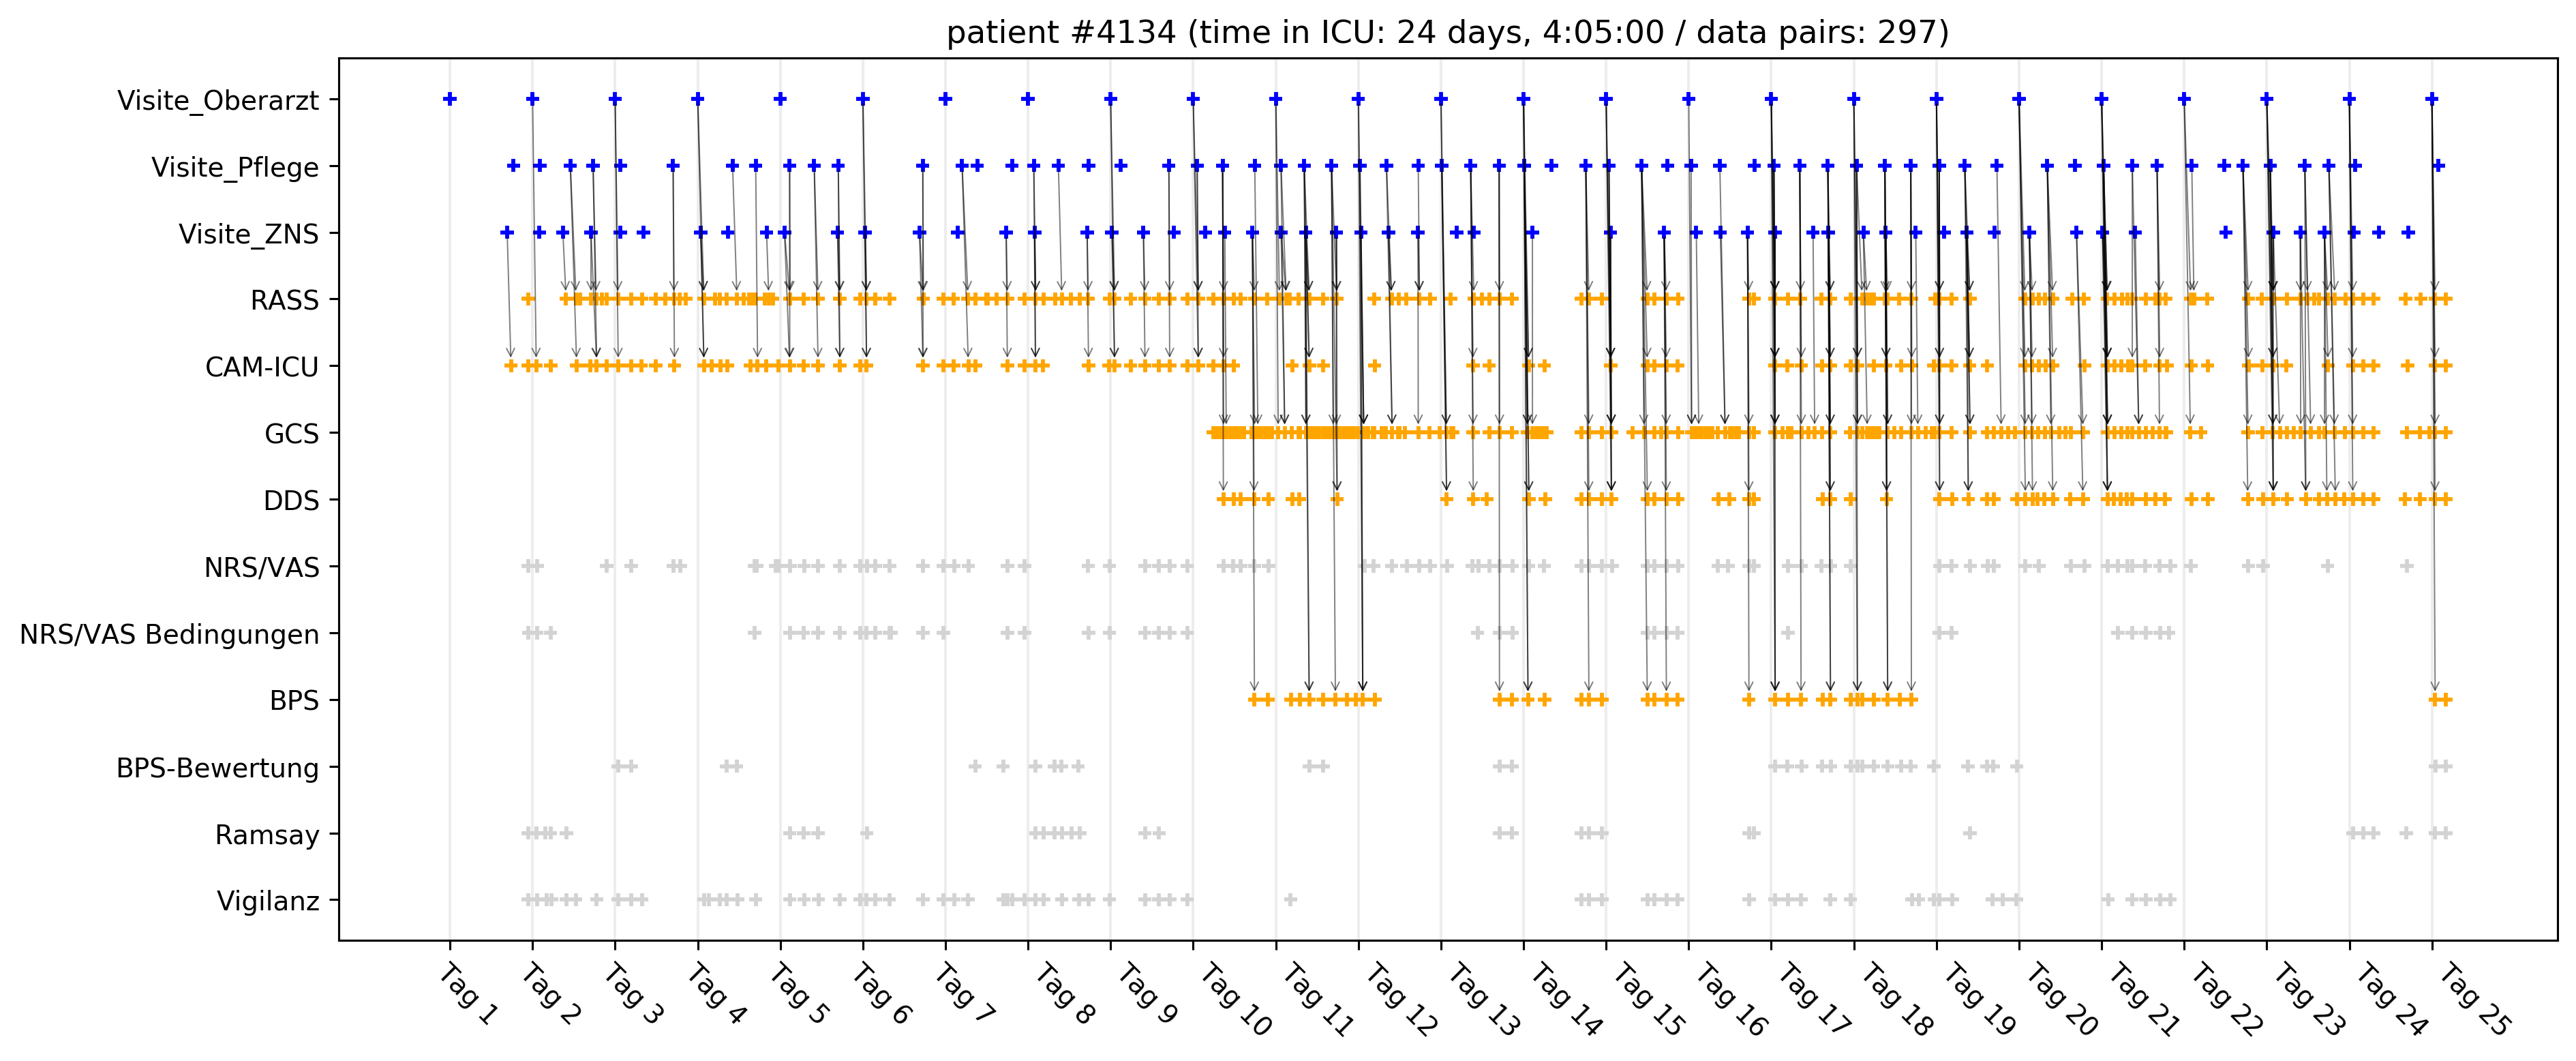 patient #4134 (time in ICU: 24 days, 4:05:00 / data pairs: 297)
Visite_Oberarzt
Visite_Pflege
Visite_ZNS
RASS
CAM-ICU
GCS
DDS
NRS/VAS
NRS/VAS Bedingungen
BPS
BPS-Bewertung
Ramsay
Vigilanz
Tag 1
Tag 2
Tag 3
Tag 4
Tag 5
Tag 6
Tag 7
Tag 8
Tag 9
Tag 10
Tag 11
Tag 12
Tag 13
Tag 14
Tag 15
Tag 16
Tag 17
Tag 18
Tag 19
Tag 20
Tag 21
Tag 22
Tag 23
Tag 24
Tag 25